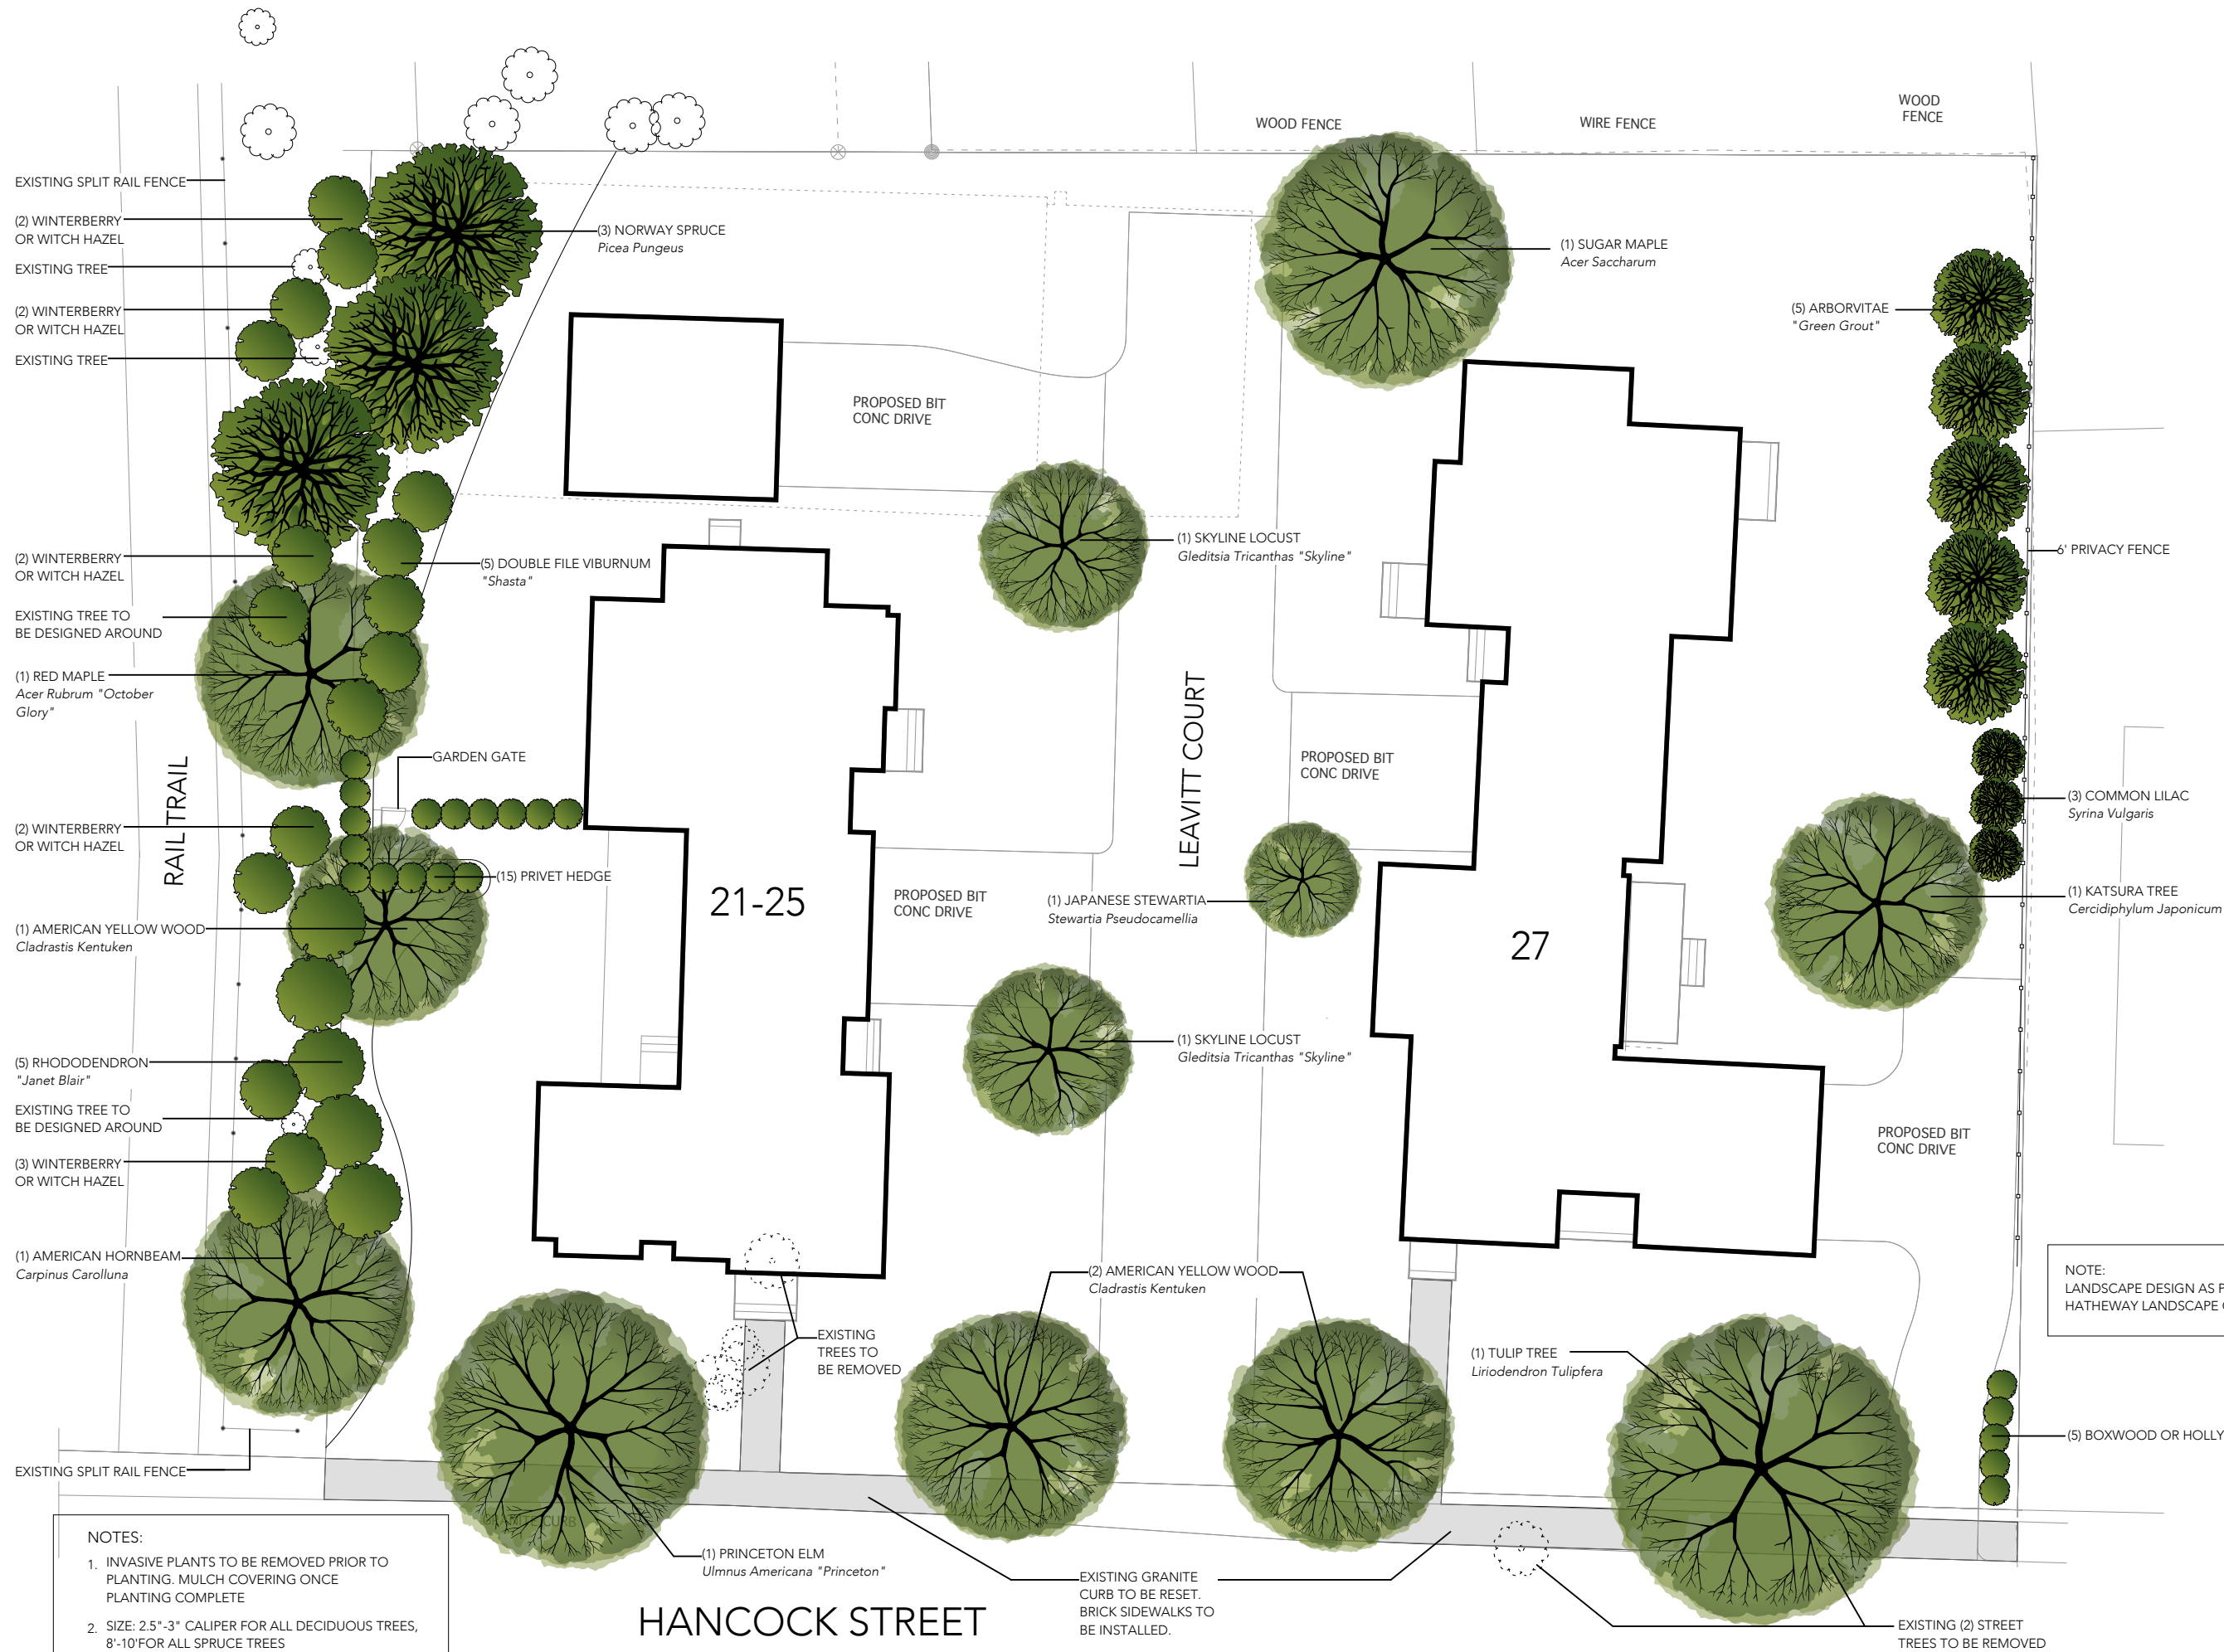 WOOD
FENCE
WOOD FENCE
WIRE FENCE
EXISTING SPLIT RAIL FENCE
(2) WINTERBERRY
OR WITCH HAZEL
EXISTING TREE
(2) WINTERBERRY
OR WITCH HAZEL
EXISTING TREE
(3) NORWAY SPRUCE
Picea Pungeus
(1) SUGAR MAPLE
Acer Saccharum
(5) ARBORVITAE
"Green Grout"
PROPOSED BIT
CONC DRIVE
(2) WINTERBERRY
OR WITCH HAZEL
(5) DOUBLE FILE VIBURNUM
"Shasta"
(1) SKYLINE LOCUST
Gleditsia Tricanthas "Skyline"
6' PRIVACY FENCE
EXISTING TREE TO
BE DESIGNED AROUND
(1) RED MAPLE
Acer Rubrum "October
Glory"
GARDEN GATE
RAIL TRAIL
LEAVITT COURT
PROPOSED BIT
CONC DRIVE
(3) COMMON LILAC
Syrina Vulgaris
(2) WINTERBERRY
OR WITCH HAZEL
(15) PRIVET HEDGE
21-25
PROPOSED BIT
CONC DRIVE
(1) JAPANESE STEWARTIA
Stewartia Pseudocamellia
27
(1) KATSURA TREE
Cercidiphylum Japonicum
(1) AMERICAN YELLOW WOOD
Cladrastis Kentuken
(5) RHODODENDRON
"Janet Blair"
(1) SKYLINE LOCUST
Gleditsia Tricanthas "Skyline"
EXISTING TREE TO
BE DESIGNED AROUND
PROPOSED BIT
CONC DRIVE
(3) WINTERBERRY
OR WITCH HAZEL
(1) AMERICAN HORNBEAM
Carpinus Carolluna
(2) AMERICAN YELLOW WOOD
Cladrastis Kentuken
NOTE:
LANDSCAPE DESIGN AS
HATHEWAY LANDSCAPE
EXISTING
TREES TO
BE REMOVED
(1) TULIP TREE
Liriodendron Tulipfera
(5) BOXWOOD OR HOLLY
EXISTING SPLIT RAIL FENCE
CURB
NOTES:
1. INVASIVE PLANTS TO BE REMOVED PRIOR TO
PLANTING. MULCH COVERING ONCE
PLANTING COMPLETE
2. SIZE: 2.5"-3" CALIPER FOR ALL DECIDUOUS TREES,
8'-10'FOR ALL SPRUCE TREES
(1) PRINCETON ELM
Ulmnus Americana "Princeton"
EXISTING GRANITE
CURB TO BE RESET.
BRICK SIDEWALKS TO
BE INSTALLED.
HANCOCK STREET
EXISTING (2) STREET
TREES TO BE REMOVED